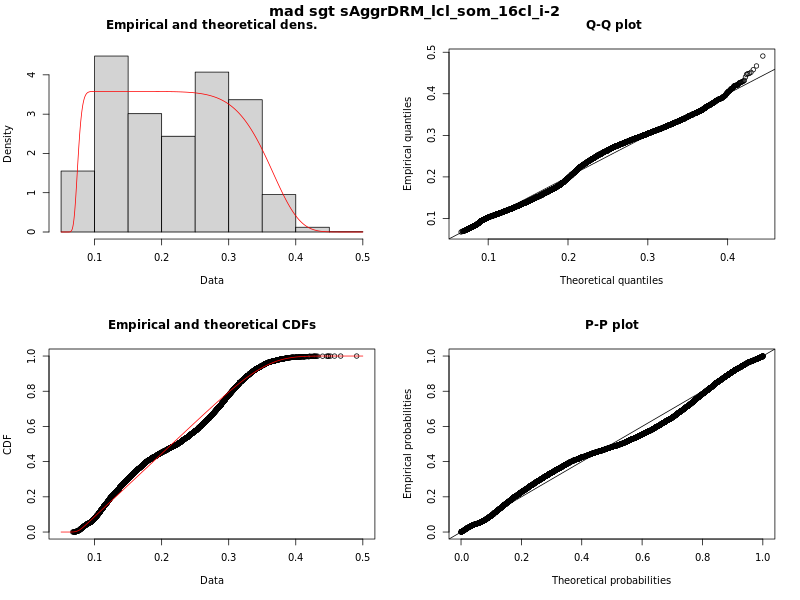 mad sgt sAggrDRM_lcl_som_16cl_i-2
Empirical and theoretical dens.
Density
0 1 2 3 4
0.1 0.2 0.3 0.4 0.5
Data
Q-Q plot
Empirical quantiles
0.1 0.2 0.3 0.4 0.5
0.1 0.2 0.3 0.4
Theoretical quantiles
Empirical and theoretical CDFs
CDF
0.0 0.2 0.4 0.6 0.8 1.0
0.1 0.2 0.3 0.4 0.5
Data
P-P plot
Empirical probabilities
0.0 0.2 0.4 0.6 0.8 1.0
0.0 0.2 0.4 0.6 0.8 1.0
Theoretical probabilities